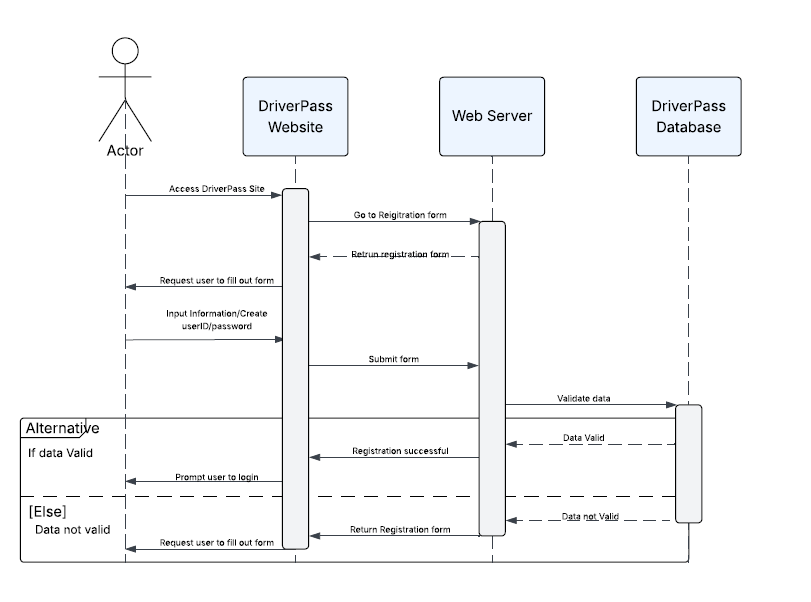 DriverPass
Website
Web Server
DriverPass
Database
Actor
Access DriverPass Site
Go to Reigitration form
Retrun registration form
Request user to fill out form
Input Information/Create
userID/password
Submit form
Validate data
Alternative
If data Valid
Data Valid
Registration successful
Prompt user to login
[Else]
Data not valid
Data not Valid
Return Registration form
Request user to fill out form